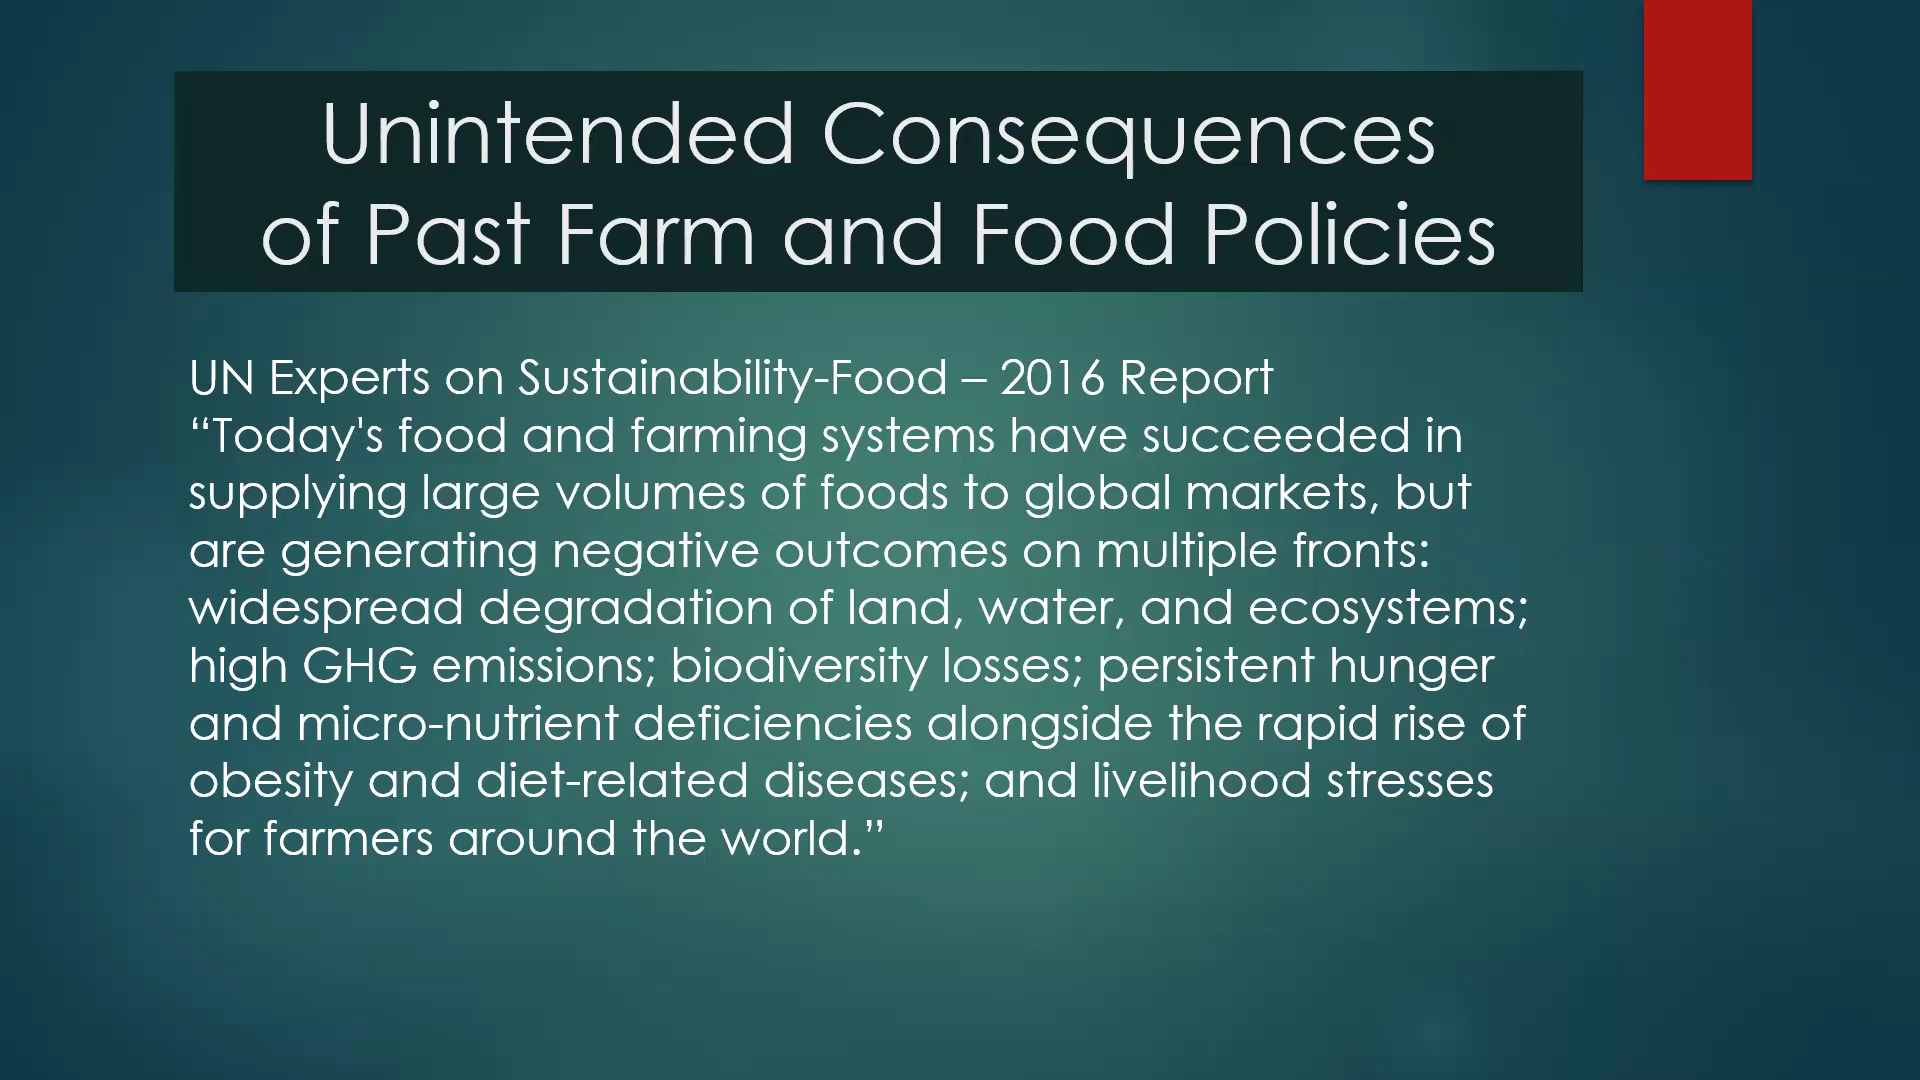 Unintended Consequences
of Past Farm and Food Policies
UN Experts on Sustainability-Food – 2016 Report
“Today's food and farming systems have succeeded in
supplying large volumes of foods to global markets, but
are generating negative outcomes on multiple fronts:
widespread degradation of land, water, and ecosystems;
high GHG emissions; biodiversity losses; persistent hunger
and micro-nutrient deficiencies alongside the rapid rise of
obesity and diet-related diseases; and livelihood stresses
for farmers around the world.”